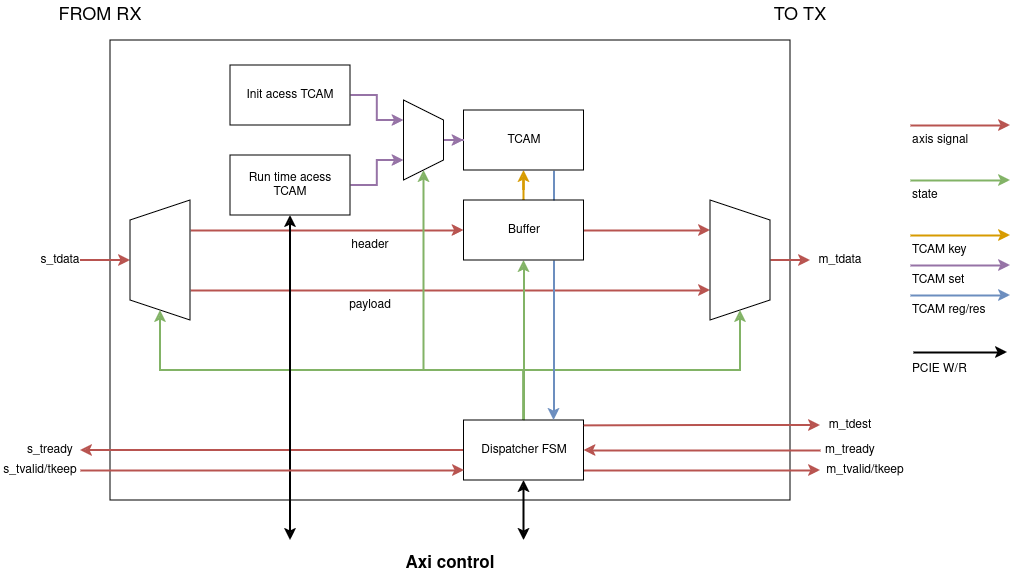 FROM RX
TO TX
Init acess TCAM
Run time acess
TCAM
TCAM
Buffer
header
payload
s_tdata
m_tdata
axis signal
state
TCAM key
TCAM set
TCAM reg/res
PCIE W/R
Dispatcher FSM
s_tready
s_tvalid/tkeep
m_tdest
m_tready
m_tvalid/tkeep
Axi control